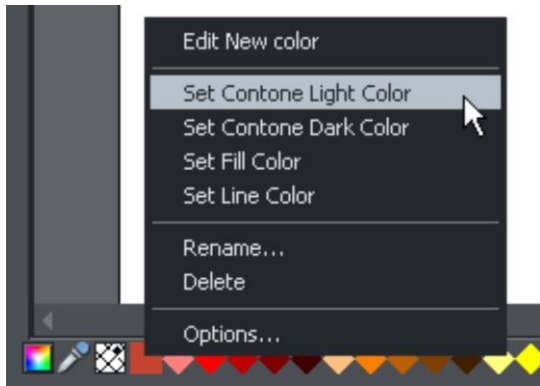 Edit New color
Set Contone Light Color
Set Contone Dark Color
Set Fill Color
Set Line Color
Rename...
Delete
Options...